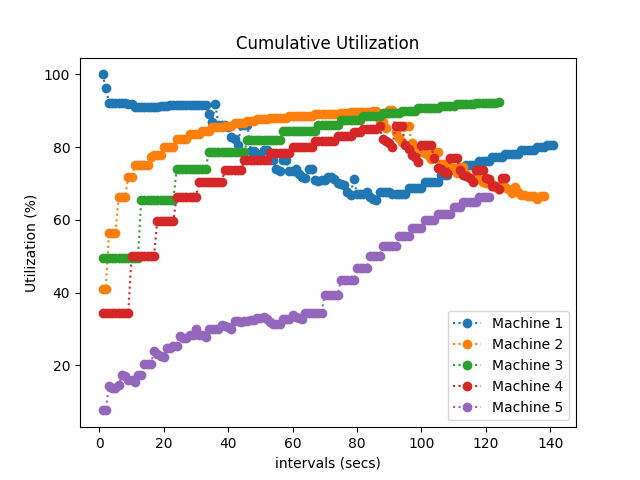 Cumulative Utilization
Utilization (%)
100
80
60
40
20
0
20
40
60
80
100
120
140
intervals (secs)
Machine 1
Machine 2
Machine 3
Machine 4
Machine 5